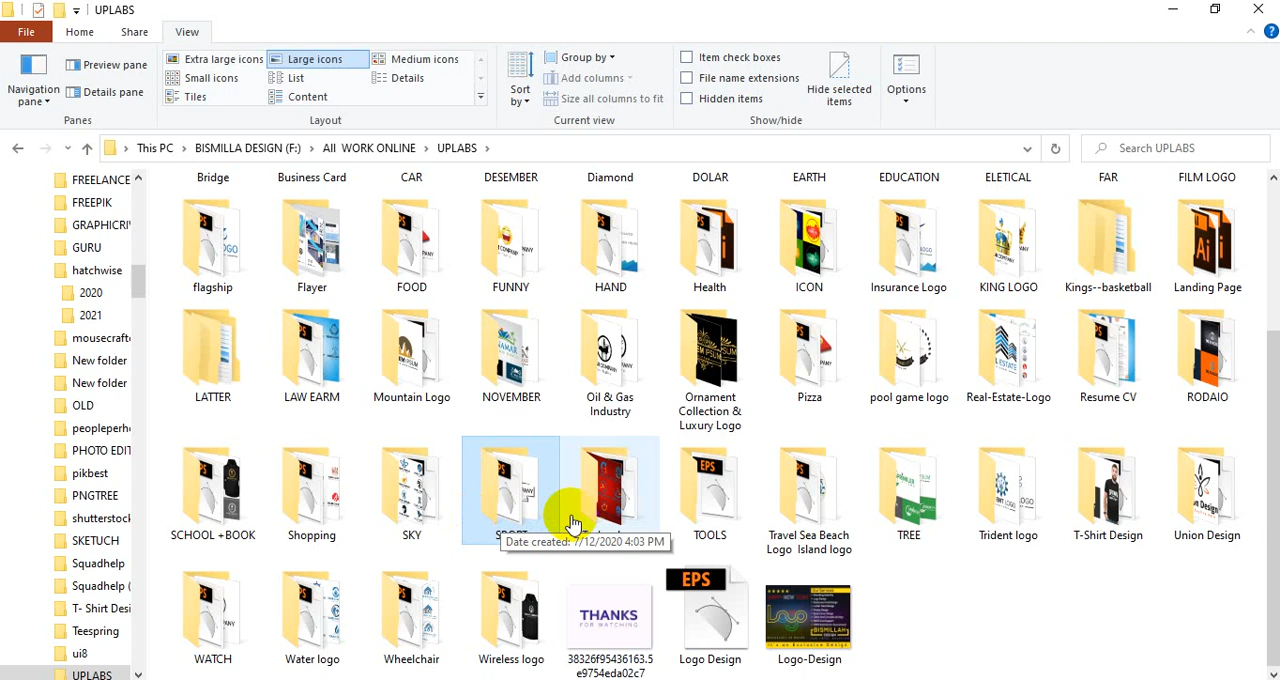 UPLABS
File Home Share View
Navigation pane
Preview pane
Details pane
Panes
Extra large icons Large icons Medium icons
Small icons List Details
Tiles Content
Layout
Sort by
Group by
Add columns
Size all columns to fit
Current view
Item check boxes
File name extensions
Hidden items
Hide selected items
Show/hide
Options
This PC BISMILLA DESIGN (F:) All WORK ONLINE UPLABS
Search UPLABS
FREELANCE
FREEPIK
GRAPHICRIV
GURU
hatchwise
2020
2021
mousecrafte
New folder
New folder
OLD
peopleperho
PHOTO EDIT
pikbest
PNGTREE
shutterstock
SKETUCH
Squadhelp
Squadhelp (
T- Shirt Des
Teespring
ui8
UPLABS
Bridge Business Card CAR DESEMBER Diamond DOLAR EARTH EDUCATION ELETICAL FAR FILM LOGO
flagship Flayer FOOD FUNNY HAND Health ICON Insurance Logo KING LOGO Kings--basketball Landing Page
LATTER LAW EARM Mountain Logo NOVEMBER Oil & Gas Industry Ornament Collection & Luxury Logo Pizza pool game logo Real-Estate-Logo Resume CV RODAIO
SCHOOL +BOOK Shopping SKY TOOLS Travel Sea Beach Logo Island logo TREE Trident logo T-Shirt Design Union Design
Date created: 7/12/2020 4:03 PM
WATCH Water logo Wheelchair Wireless logo 38326f95436163.5e9754eda02c7 Logo Design Logo-Design
THANKS
FOR WATCHING
EPS
BISMILLAH